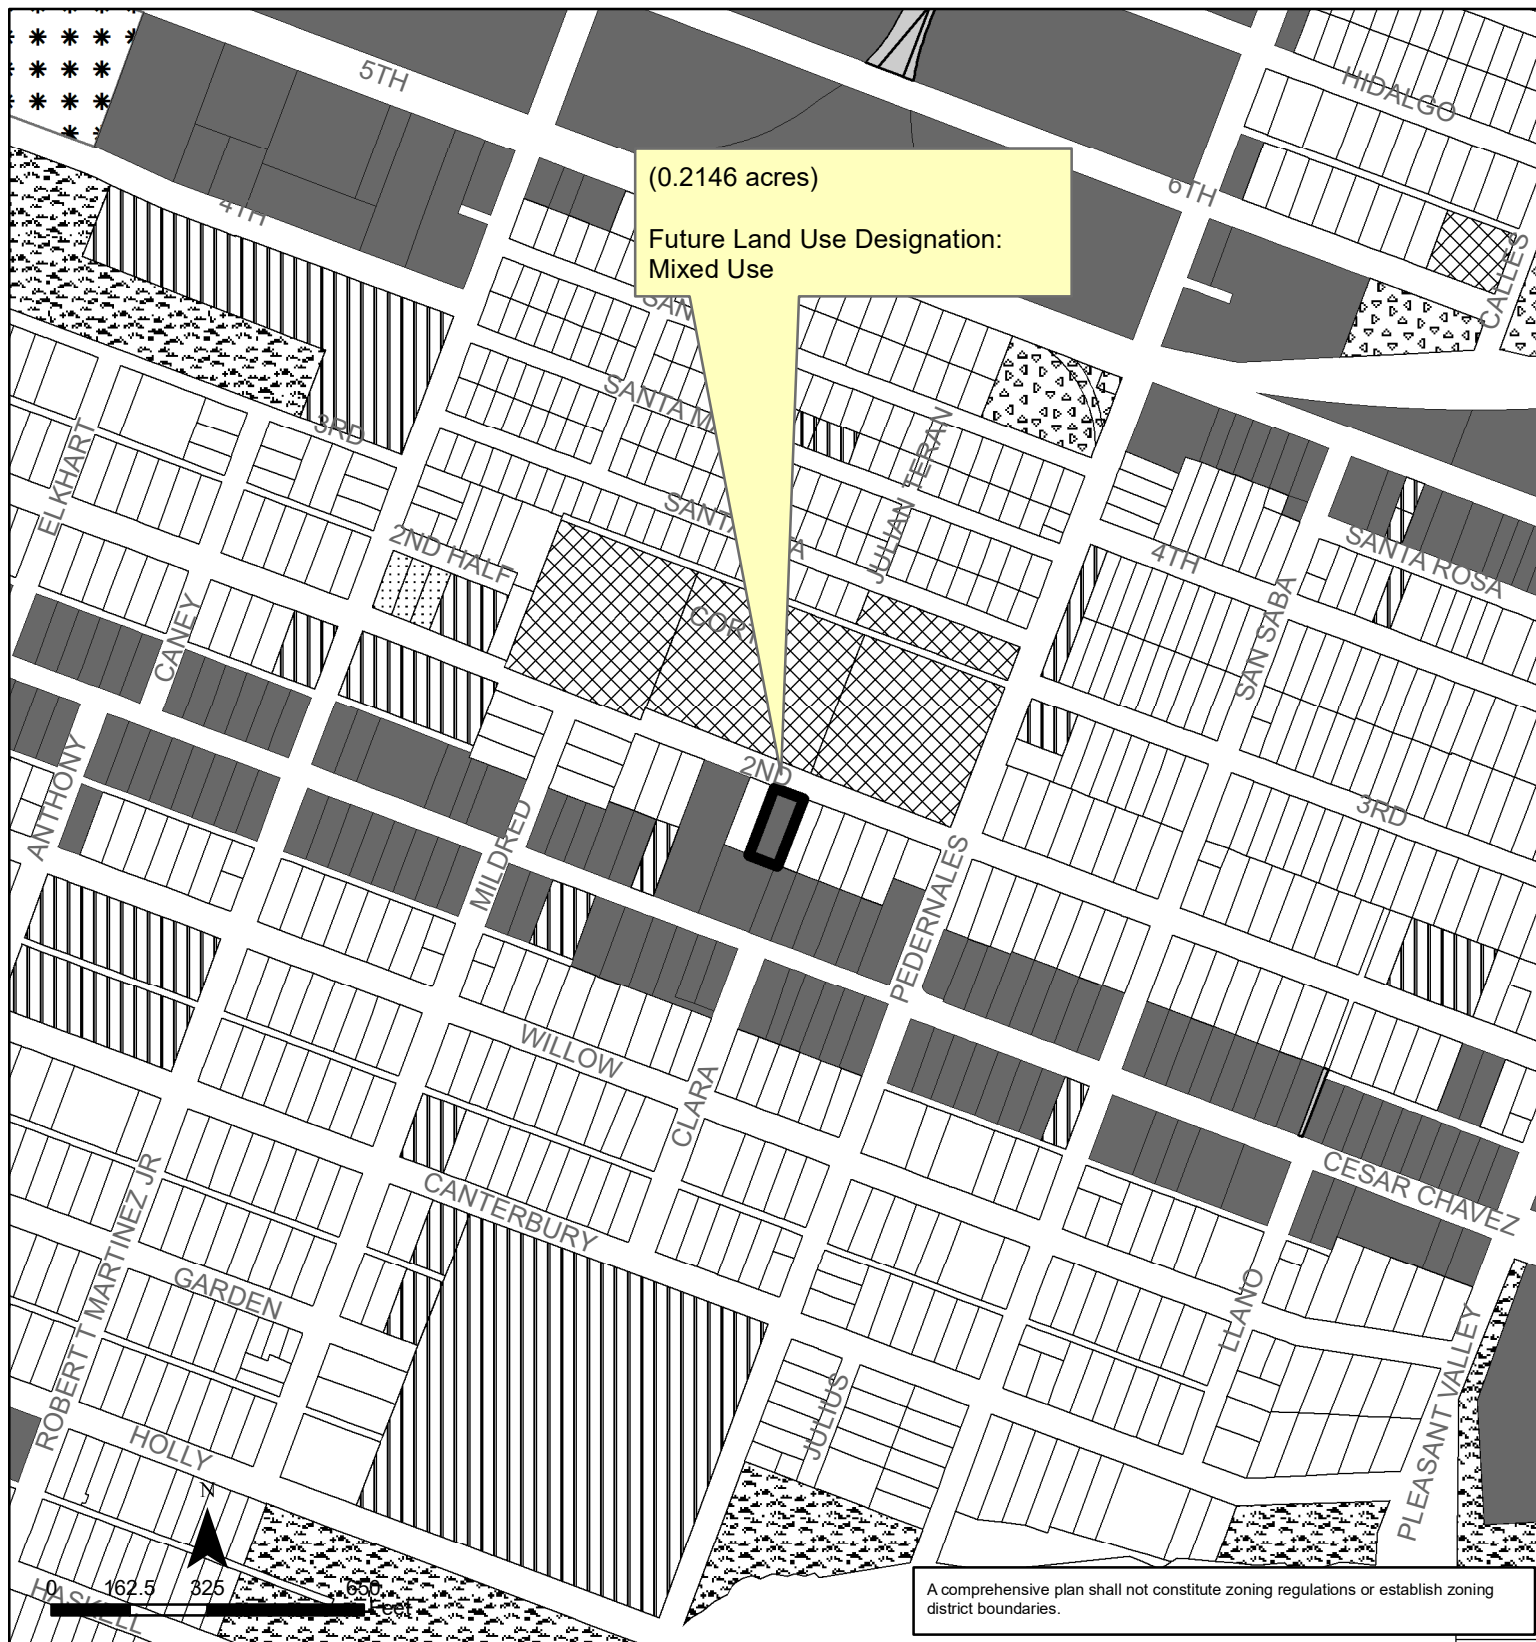 5TH
HIDALGO
6TH
4TH
CALLES
(0.2146 acres)
Future Land Use Designation:
Mixed Use
SAN
SANTA M
3RD
ELKHART
JULIAN TERAN
SANTA
A
2ND HALF
4TH
SANTA ROSA
SAN SABA
CANEY
COR
2ND
ANTHONY
3RD
MILDRED
PEDERNALES
WILLOW
CLARA
CESAR CHAVEZ
CANTERBURY
ROBERT MARTINEZ JR
GARDEN
LLANO
PLEASANT VALLEY
JULIUS
HOLLY
N
0 162.5 325 650
Feet
HASKELL
A comprehensive plan shall not constitute zoning regulations or establish zoning
district boundaries.